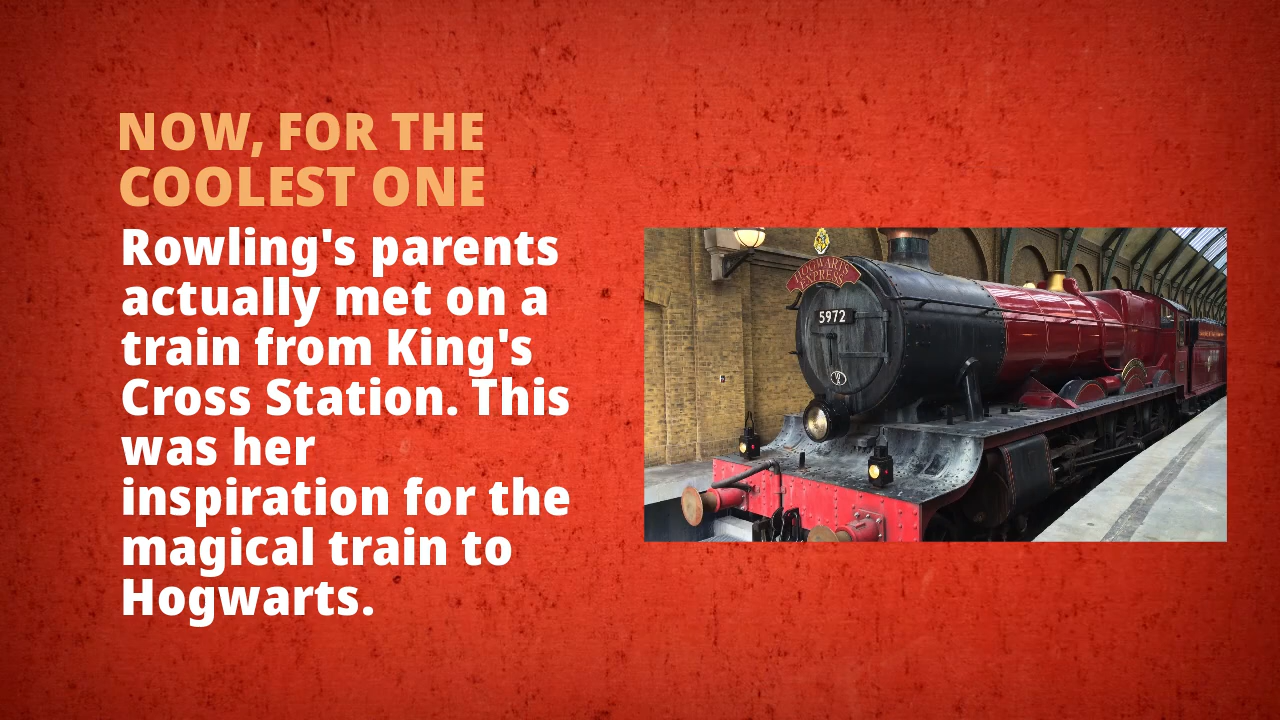 NOW, FOR THE
COOLEST ONE
Rowling's parents
actually met on a
train from King's
Cross Station. This
was her
inspiration for the
magical train to
Hogwarts.
HOGWARTS
EXPRESS
5972